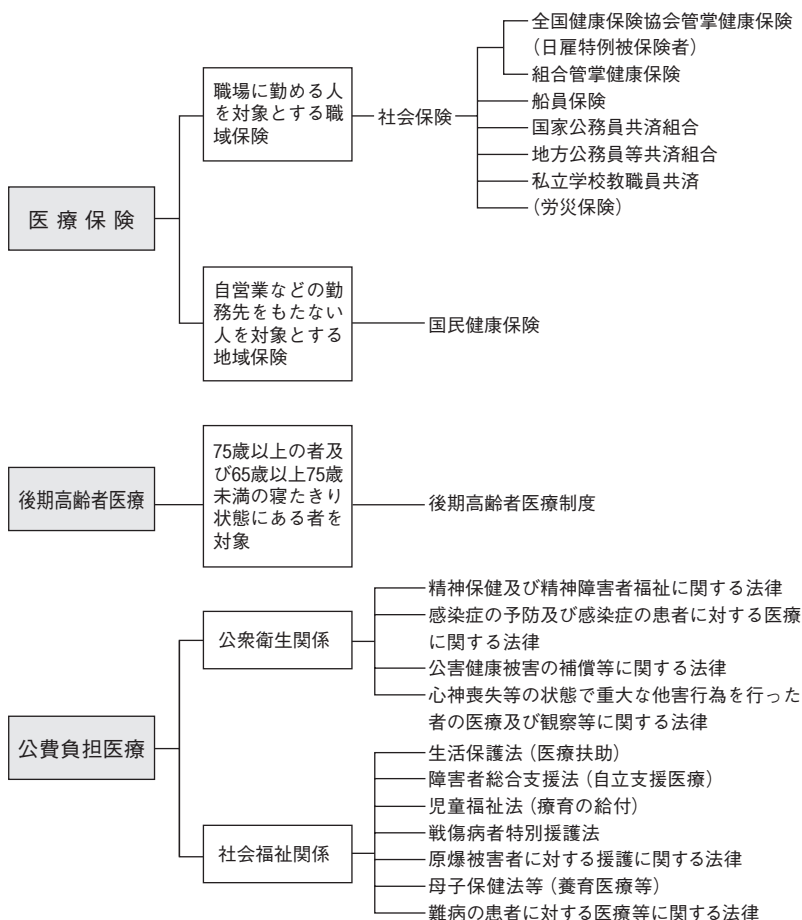 医療保険
職場に勤める人
を対象とする職
域保険
社会保険
全国健康保険協会管掌健康保険
(日雇特例被保険者)
組合管掌健康保険
船員保険
国家公務員共済組合
地方公務員等共済組合
私立学校教職員共済
(労災保険)
自営業などの勤
務先をもたない
人を対象とする
地域保険
国民健康保険
後期高齢者医療
75歳以上の者及
び65歳以上75歳
未満の寝たきり
状態にある者を
対象
後期高齢者医療制度
公費負担医療
公衆衛生関係
精神保健及び精神障害者福祉に関する法律
感染症の予防及び感染症の患者に対する医療
に関する法律
公害健康被害の補償等に関する法律
心神喪失等の状態で重大な他害行為を行った
者の医療及び観察等に関する法律
社会福祉関係
生活保護法(医療扶助)
障害者総合支援法(自立支援医療)
児童福祉法(療育の給付)
戦傷病者特別援護法
原爆被害者に対する援護に関する法律
母子保健法等(養育医療等)
難病の患者に対する医療等に関する法律